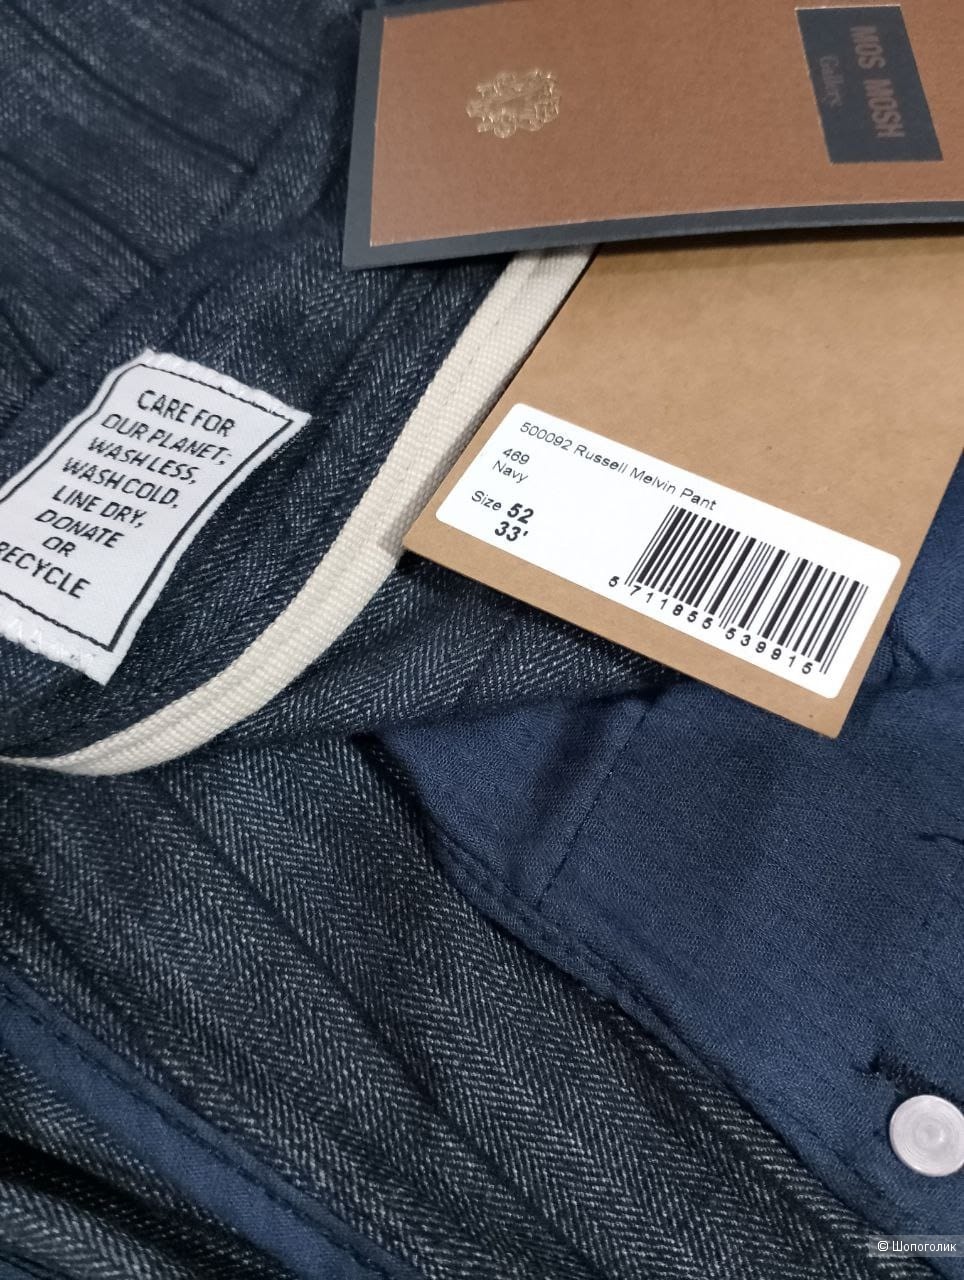 MOS MOSH
Gallery
CARE FOR
OUR PLANET;
WASH LESS,
WASH COLD,
LINE DRY,
DONATE
OR
RECYCLE
500092 Russell Melvin Pant
469
Navy
Size 52
33'
5 711855 539915
© Шопоголик